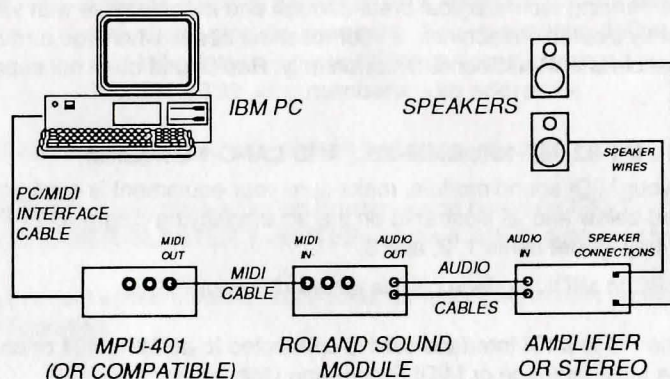 IBM PC
SPEAKERS
SPEAKER
WIRES
PC/MIDI
INTERFACE
CABLE
MIDI
OUT
MIDI
IN
AUDIO
OUT
AUDIO
IN
SPEAKER
CONNECTIONS
MIDI
CABLE
AUDIO
CABLES
MPU-401
(OR COMPATIBLE)
ROLAND SOUND
MODULE
AMPLIFIER
OR STEREO